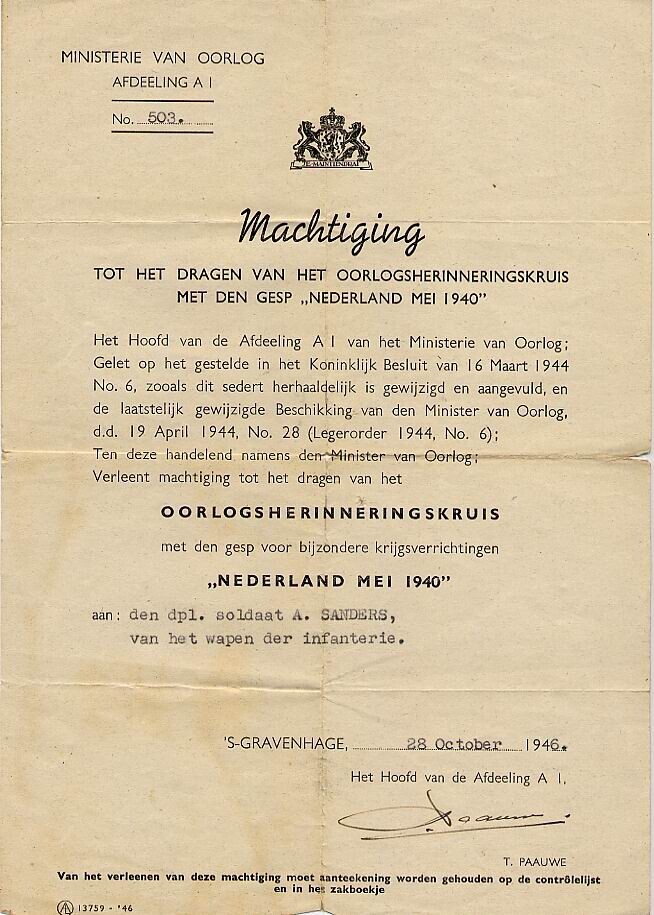 MINISTERIE VAN OORLOG
AFDEELING A I
No. 503.
JE MAINTIENDRAI
Machtiging
TOT HET DRAGEN VAN HET OORLOGSHERINNERINGSKRUIS
MET DEN GESP „NEDERLAND MEI 1940”
Het Hoofd van de Afdeeling A I van het Ministerie van Oorlog;
Gelet op het gestelde in het Koninklijk Besluit van 16 Maart 1944
No. 6, zooals dit sedert herhaaldelijk is gewijzigd en aangevuld, en
de laatstelijk gewijzigde Beschikking van den Minister van Oorlog,
d.d. 19 April 1944, No. 28 (Legerorder 1944, No. 6);
Ten deze handelend namens den Minister van Oorlog;
Verleent machtiging tot het dragen van het
OORLOGSHERINNERINGSKRUIS
met den gesp voor bijzondere krijgsverrichtingen
„NEDERLAND MEI 1940”
aan: den dpl. soldaat A. SANDERS,
van het wapen der infanterie.
'S-GRAVENHAGE, 28 October 1946.
Het Hoofd van de Afdeeling A I,
Paauwe
T. PAAUWE
Van het verleenen van deze machtiging moet aanteekening worden gehouden op de contrôlelijst
en in het zakboekje
13759 - '46